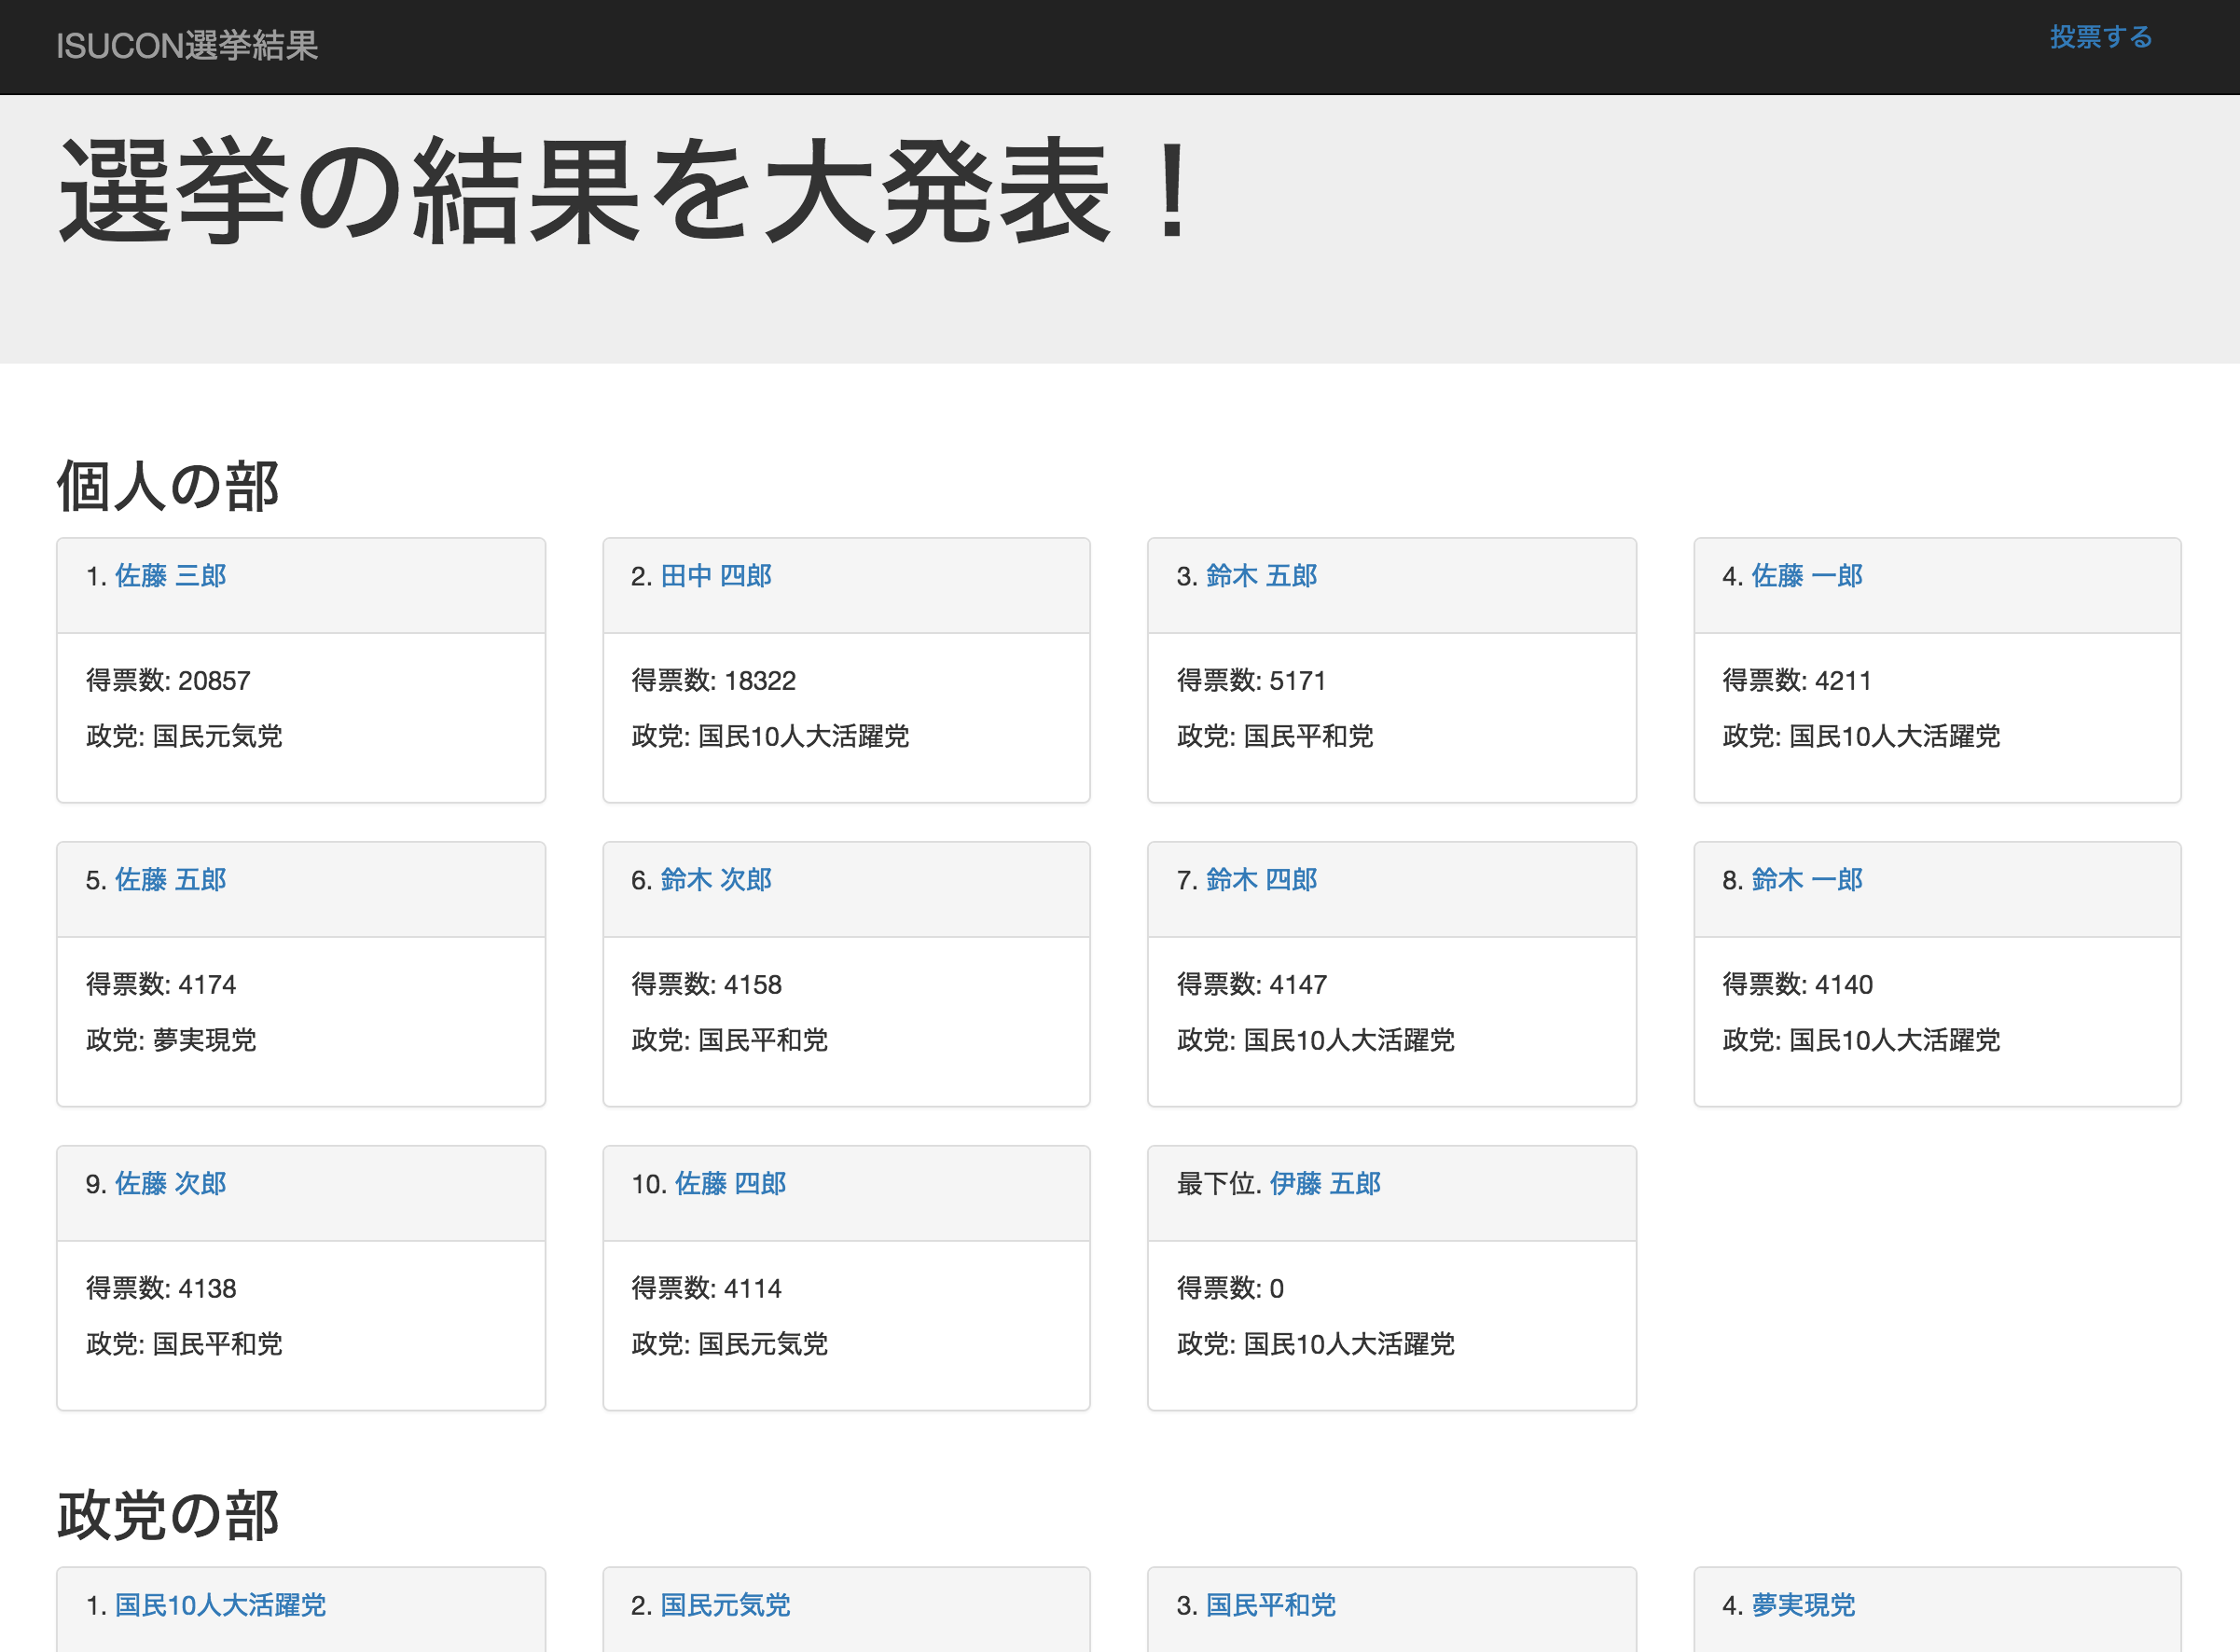 ISUCON選挙結果
投票する
選挙の結果を大発表！
個人の部
1. 佐藤 三郎
得票数: 20857
政党: 国民元気党
2. 田中 四郎
得票数: 18322
政党: 国民10人大活躍党
3. 鈴木 五郎
得票数: 5171
政党: 国民平和党
4. 佐藤 一郎
得票数: 4211
政党: 国民10人大活躍党
5. 佐藤 五郎
得票数: 4174
政党: 夢実現党
6. 鈴木 次郎
得票数: 4158
政党: 国民平和党
7. 鈴木 四郎
得票数: 4147
政党: 国民10人大活躍党
8. 鈴木 一郎
得票数: 4140
政党: 国民10人大活躍党
9. 佐藤 次郎
得票数: 4138
政党: 国民平和党
10. 佐藤 四郎
得票数: 4114
政党: 国民元気党
最下位. 伊藤 五郎
得票数: 0
政党: 国民10人大活躍党
政党の部
1. 国民10人大活躍党
2. 国民元気党
3. 国民平和党
4. 夢実現党